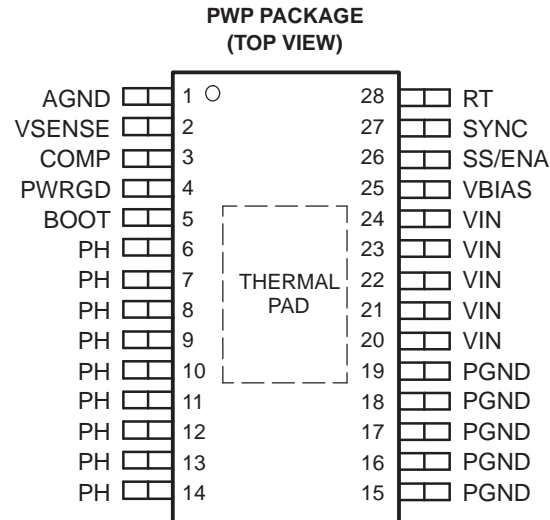 PWP PACKAGE
(TOP VIEW)
AGND 1 28 RT
VSENSE 2 27 SYNC
COMP 3 26 SS/ENA
PWRGD 4 25 VBIAS
BOOT 5 24 VIN
PH 6 23 VIN
PH 7 22 VIN
PH 8 21 VIN
PH 9 20 VIN
PH 10 19 PGND
PH 11 18 PGND
PH 12 17 PGND
PH 13 16 PGND
PH 14 15 PGND
THERMAL
PAD